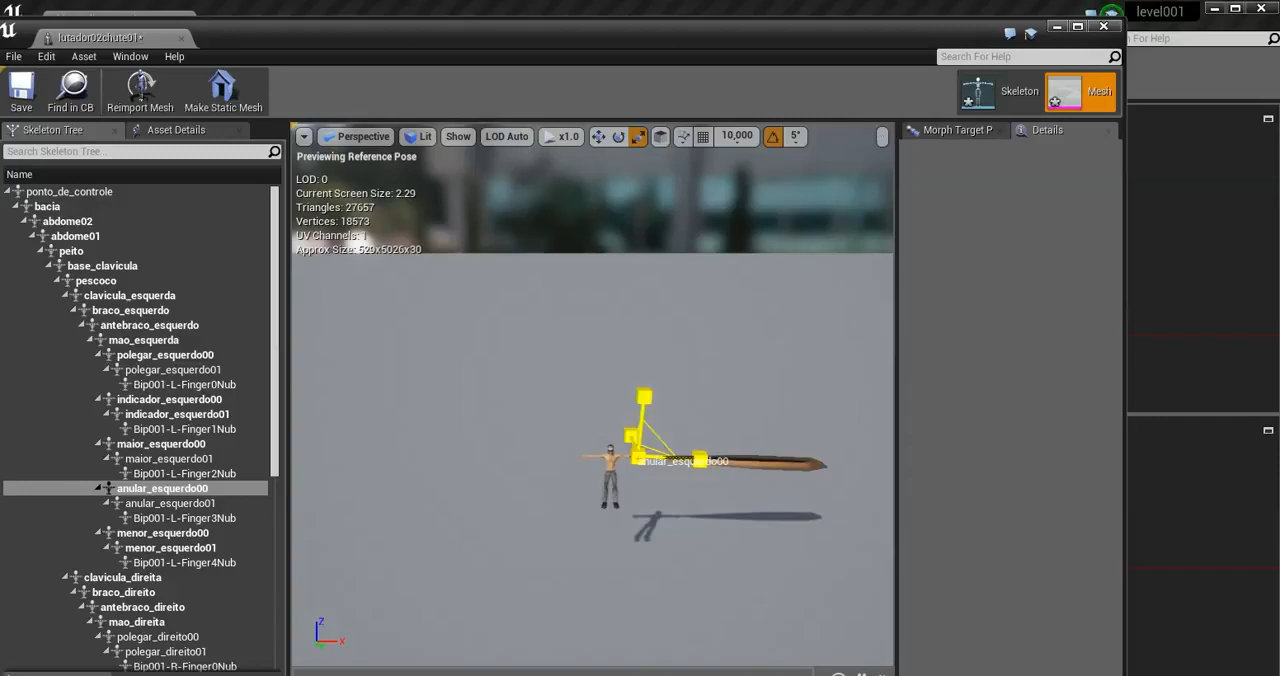 level001
lutador02chute01*
File Edit Asset Window Help
Search For Help
For Help
Save Find in CB Reimport Mesh Make Static Mesh
Skeleton Mesh
Skeleton Tree Asset Details
Search Skeleton Tree...
Name
ponto_de_controle
bacia
abdome02
abdome01
peito
base_clavicula
pescoco
clavicula_esquerda
braco_esquerdo
antebraco_esquerdo
mao_esquerda
polegar_esquerdo00
polegar_esquerdo01
Bip001-L-Finger0Nub
indicador_esquerdo00
indicador_esquerdo01
Bip001-L-Finger1Nub
maior_esquerdo00
maior_esquerdo01
Bip001-L-Finger2Nub
anular_esquerdo00
anular_esquerdo01
Bip001-L-Finger3Nub
menor_esquerdo00
menor_esquerdo01
Bip001-L-Finger4Nub
clavicula_direita
braco_direito
antebraco_direito
mao_direita
polegar_direito00
polegar_direito01
Bip001-R-Finger0Nub
Perspective Lit Show LOD Auto x1.0 10,000 5°
Previewing Reference Pose
LOD: 0
Current Screen Size: 2.29
Triangles: 27657
Vertices: 18573
UV Channels: 1
Approx Size: 529x5026x30
anular_esquerdo00
Z
X
Morph Target P Details